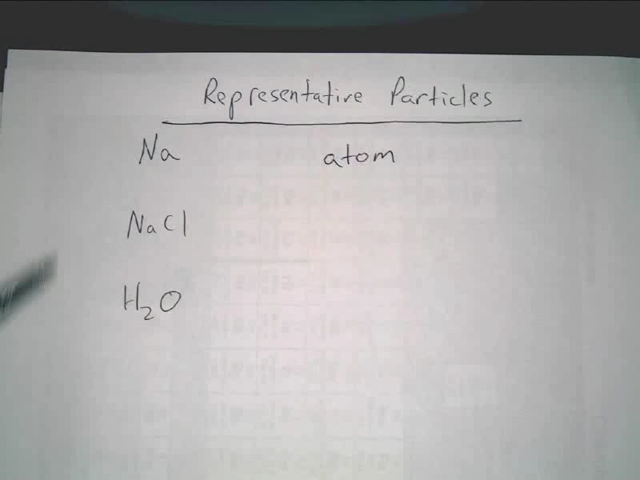 Representative Particles
Na atom
NaCl
H₂O